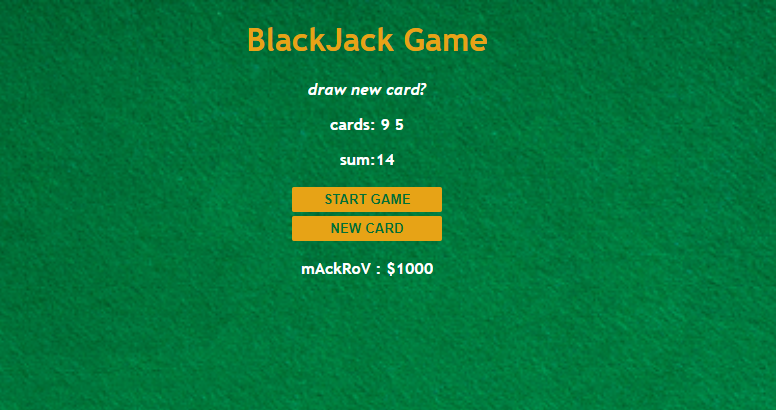 BlackJack Game
draw new card?
cards: 9 5
sum:14
START GAME
NEW CARD
mAckRoV : $1000